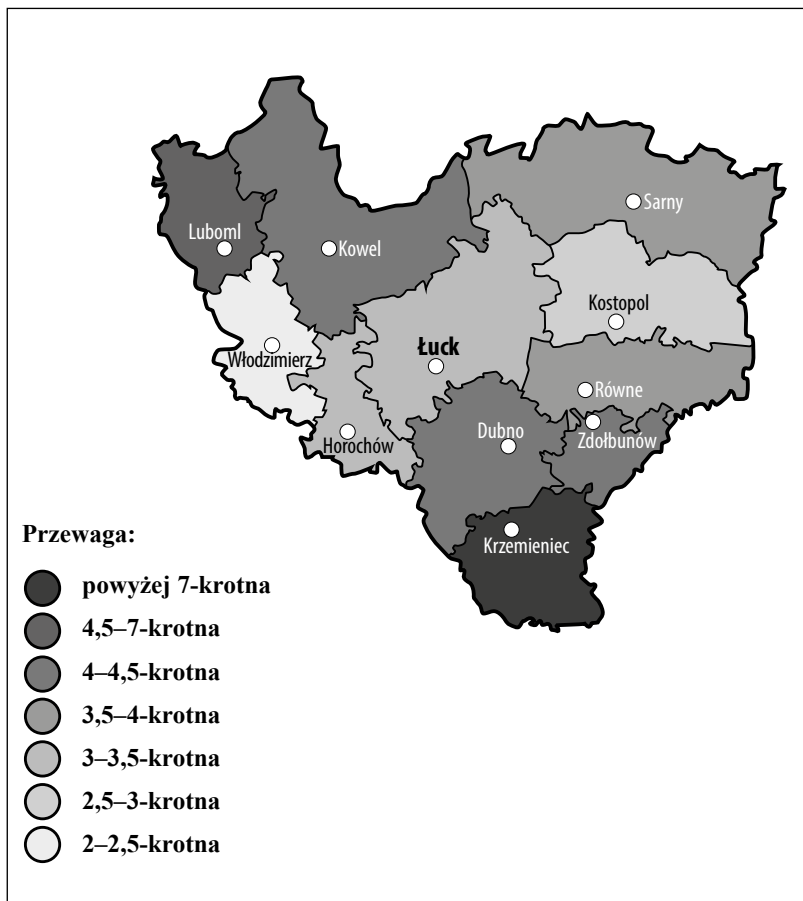 Sarny
Luboml
Kowel
Kostopol
Włodzimierz
Łuck
Równe
Horochów
Dubno
Zdołbunów
Krzemieniec
Przewaga:
powyżej 7-krotna
4,5–7-krotna
4–4,5-krotna
3,5–4-krotna
3–3,5-krotna
2,5–3-krotna
2–2,5-krotna